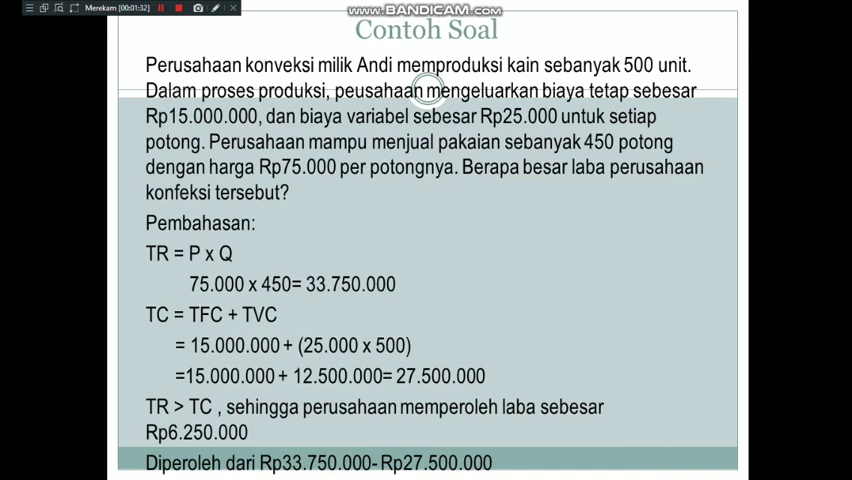 Merekam [00:01:32]
www.BANDICAM.com
Contoh Soal
Perusahaan konveksi milik Andi memproduksi kain sebanyak 500 unit.
Dalam proses produksi, peusahaan mengeluarkan biaya tetap sebesar
Rp15.000.000, dan biaya variabel sebesar Rp25.000 untuk setiap
potong. Perusahaan mampu menjual pakaian sebanyak 450 potong
dengan harga Rp75.000 per potongnya. Berapa besar laba perusahaan
konfeksi tersebut?
Pembahasan:
TR = P x Q
75.000 x 450= 33.750.000
TC = TFC + TVC
= 15.000.000 + (25.000 x 500)
=15.000.000 + 12.500.000= 27.500.000
TR > TC , sehingga perusahaan memperoleh laba sebesar
Rp6.250.000
Diperoleh dari Rp33.750.000- Rp27.500.000